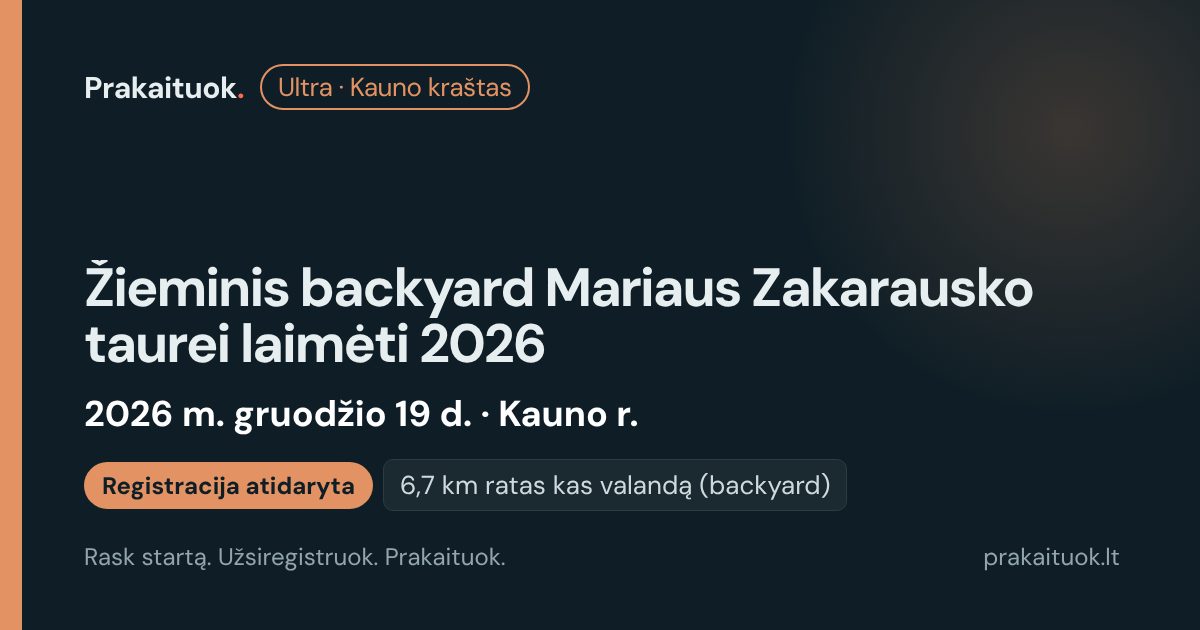 Prakaituok.
Ultra · Kauno kraštas
Žieminis backyard Mariaus Zakarausko
taurei laimėti 2026
2026 m. gruodžio 19 d. · Kauno r.
Registracija atidaryta
6,7 km ratas kas valandą (backyard)
Rask startą. Užsiregistruok. Prakaituok.
prakaituok.lt